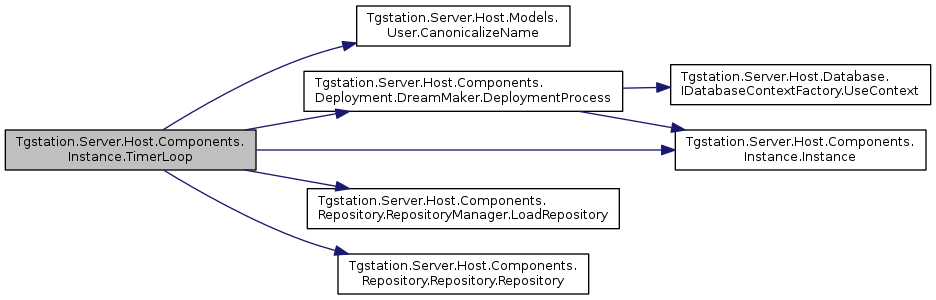 Tgstation.Server.Host.Components.
Instance.TimerLoop
Tgstation.Server.Host.Models.
User.CanonicalizeName
Tgstation.Server.Host.Components.
Deployment.DreamMaker.DeploymentProcess
Tgstation.Server.Host.Database.
IDatabaseContextFactory.UseContext
Tgstation.Server.Host.Components.
Instance.Instance
Tgstation.Server.Host.Components.
Repository.RepositoryManager.LoadRepository
Tgstation.Server.Host.Components.
Repository.Repository.Repository